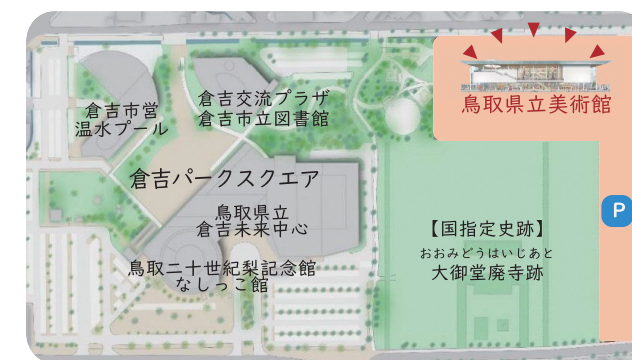 鳥取県立美術館
倉吉市営
温水プール
倉吉交流プラザ
倉吉市立図書館
倉吉パークスクエア
鳥取県立
倉吉未来中心
鳥取二十世紀梨記念館
なしっこ館
P
【国指定史跡】
おおみどうはいじあと
大御堂廃寺跡